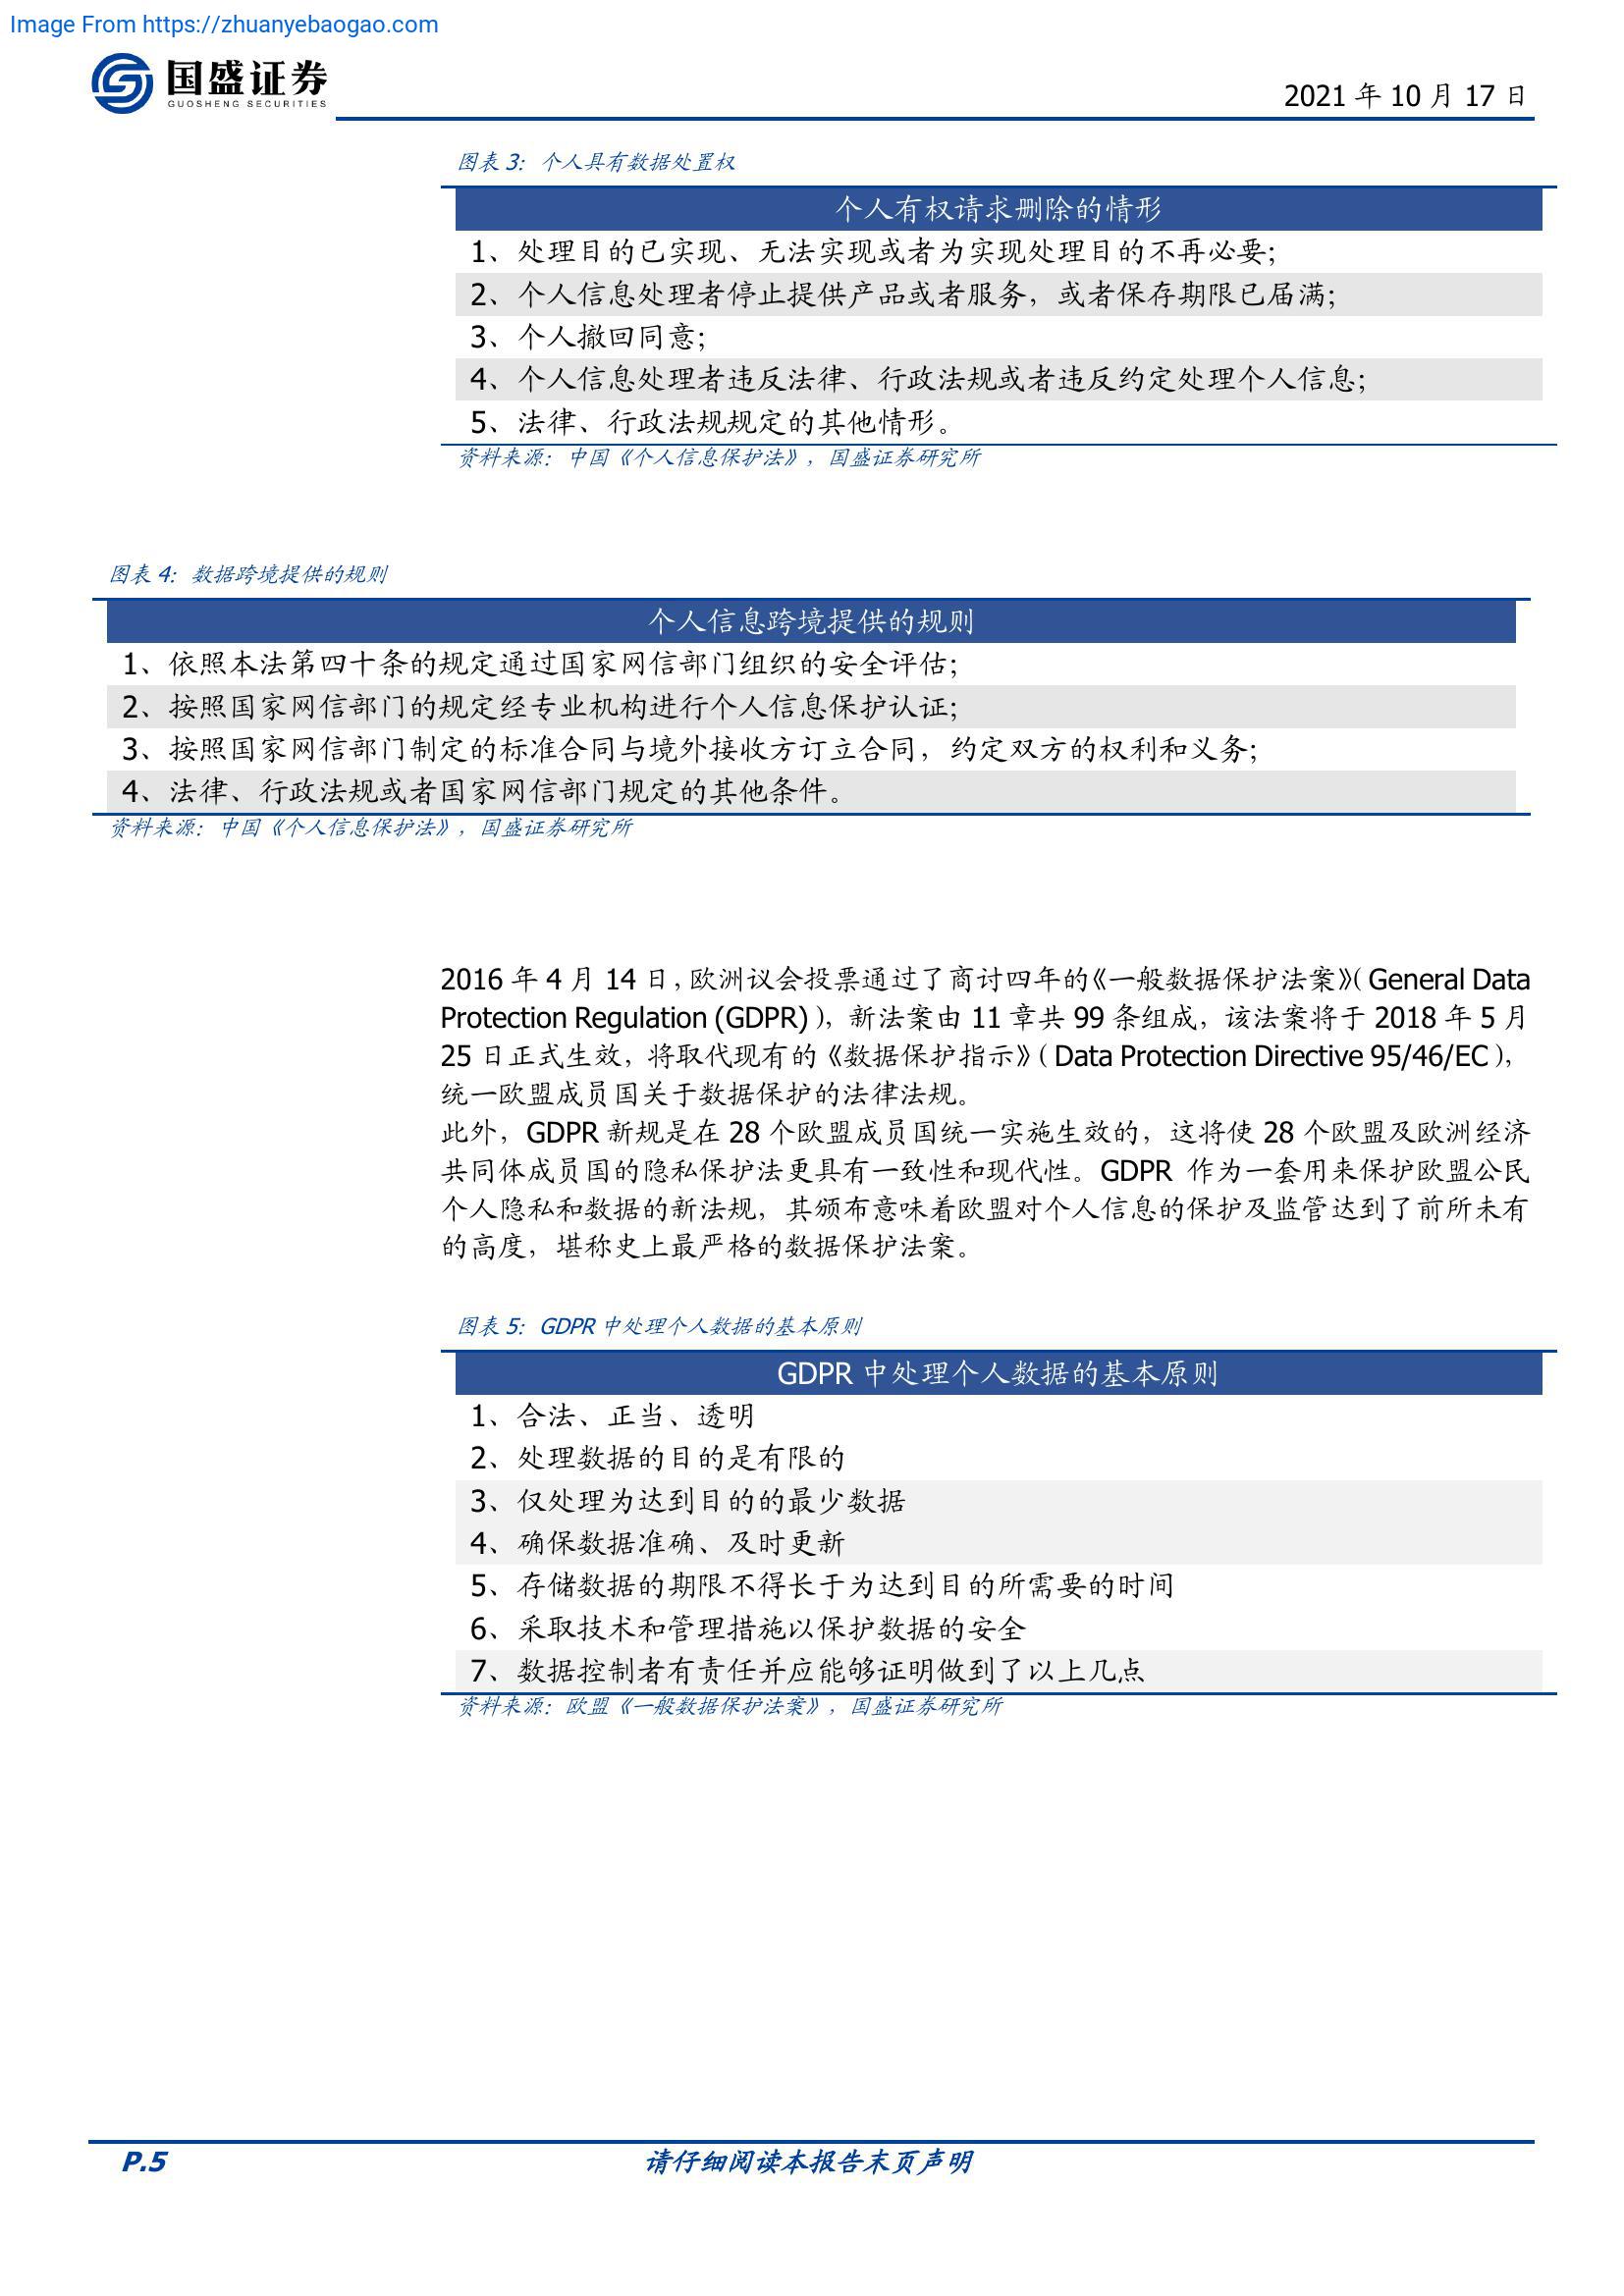 Image From https://zhuanyebaogao.com
国盛证券
GUOSHENG SECURITIES
2021 年 10 月 17 日
图表 3：个人具有数据处置权
个人有权请求删除的情形
1、处理目的已实现、无法实现或者为实现处理目的不再必要；
2、个人信息处理者停止提供产品或者服务，或者保存期限已届满；
3、个人撤回同意；
4、个人信息处理者违反法律、行政法规或者违反约定处理个人信息；
5、法律、行政法规规定的其他情形。
资料来源：中国《个人信息保护法》，国盛证券研究所
图表 4：数据跨境提供的规则
个人信息跨境提供的规则
1、依照本法第四十条的规定通过国家网信部门组织的安全评估；
2、按照国家网信部门的规定经专业机构进行个人信息保护认证；
3、按照国家网信部门制定的标准合同与境外接收方订立合同，约定双方的权利和义务；
4、法律、行政法规或者国家网信部门规定的其他条件。
资料来源：中国《个人信息保护法》，国盛证券研究所
2016 年 4 月 14 日，欧洲议会投票通过了商讨四年的《一般数据保护法案》（General Data
Protection Regulation (GDPR)），新法案由 11 章共 99 条组成，该法案将于 2018 年 5 月
25 日正式生效，将取代现有的《数据保护指示》（Data Protection Directive 95/46/EC），
统一欧盟成员国关于数据保护的法律法规。
此外，GDPR 新规是在 28 个欧盟成员国统一实施生效的，这将使 28 个欧盟及欧洲经济
共同体成员国的隐私保护法更具有一致性和现代性。GDPR 作为一套用来保护欧盟公民
个人隐私和数据的新法规，其颁布意味着欧盟对个人信息的保护及监管达到了前所未有
的高度，堪称史上最严格的数据保护法案。
图表 5：GDPR 中处理个人数据的基本原则
GDPR 中处理个人数据的基本原则
1、合法、正当、透明
2、处理数据的目的是有限的
3、仅处理为达到目的的最少数据
4、确保数据准确、及时更新
5、存储数据的期限不得长于为达到目的所需要的时间
6、采取技术和管理措施以保护数据的安全
7、数据控制者有责任并应能够证明做到了以上几点
资料来源：欧盟《一般数据保护法案》，国盛证券研究所
P.5
请仔细阅读本报告末页声明